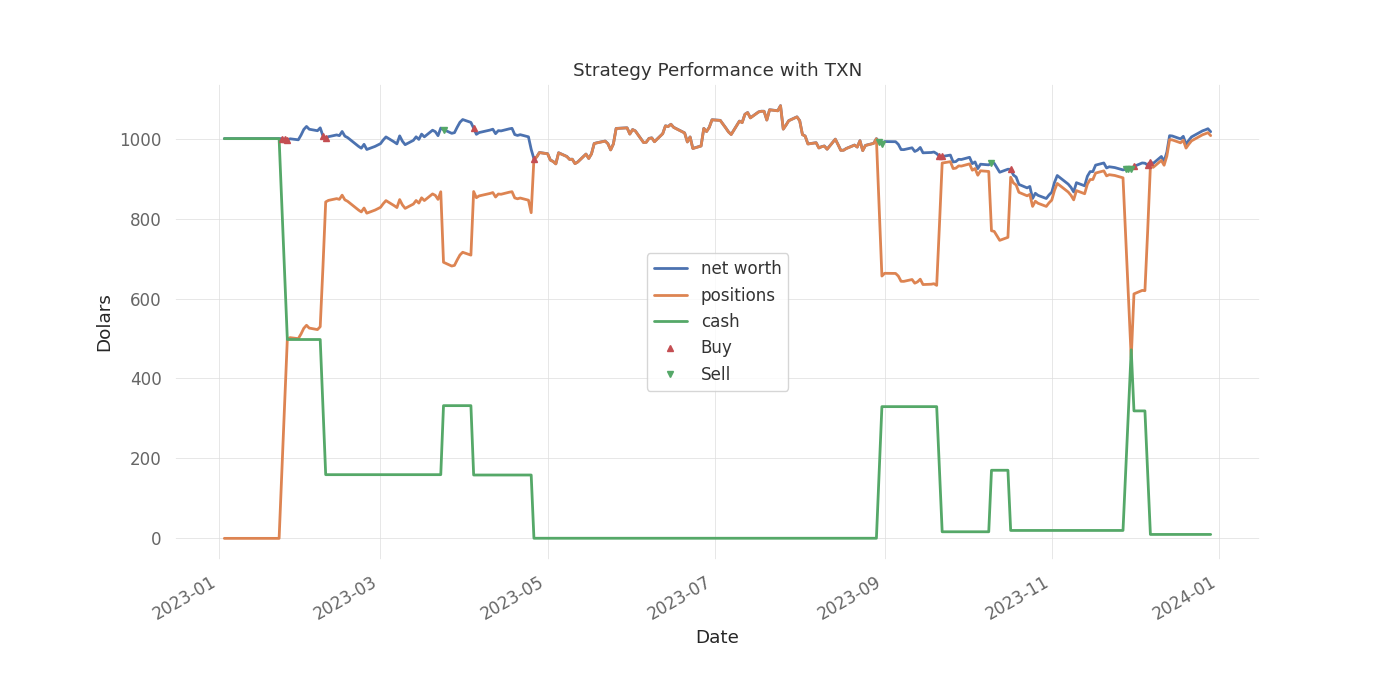 Strategy Performance with TXN
1000
800
600
400
200
0
Dolars
net worth
positions
cash
Buy
Sell
2023-01
2023-03
2023-05
2023-07
2023-09
2023-11
2024-01
Date